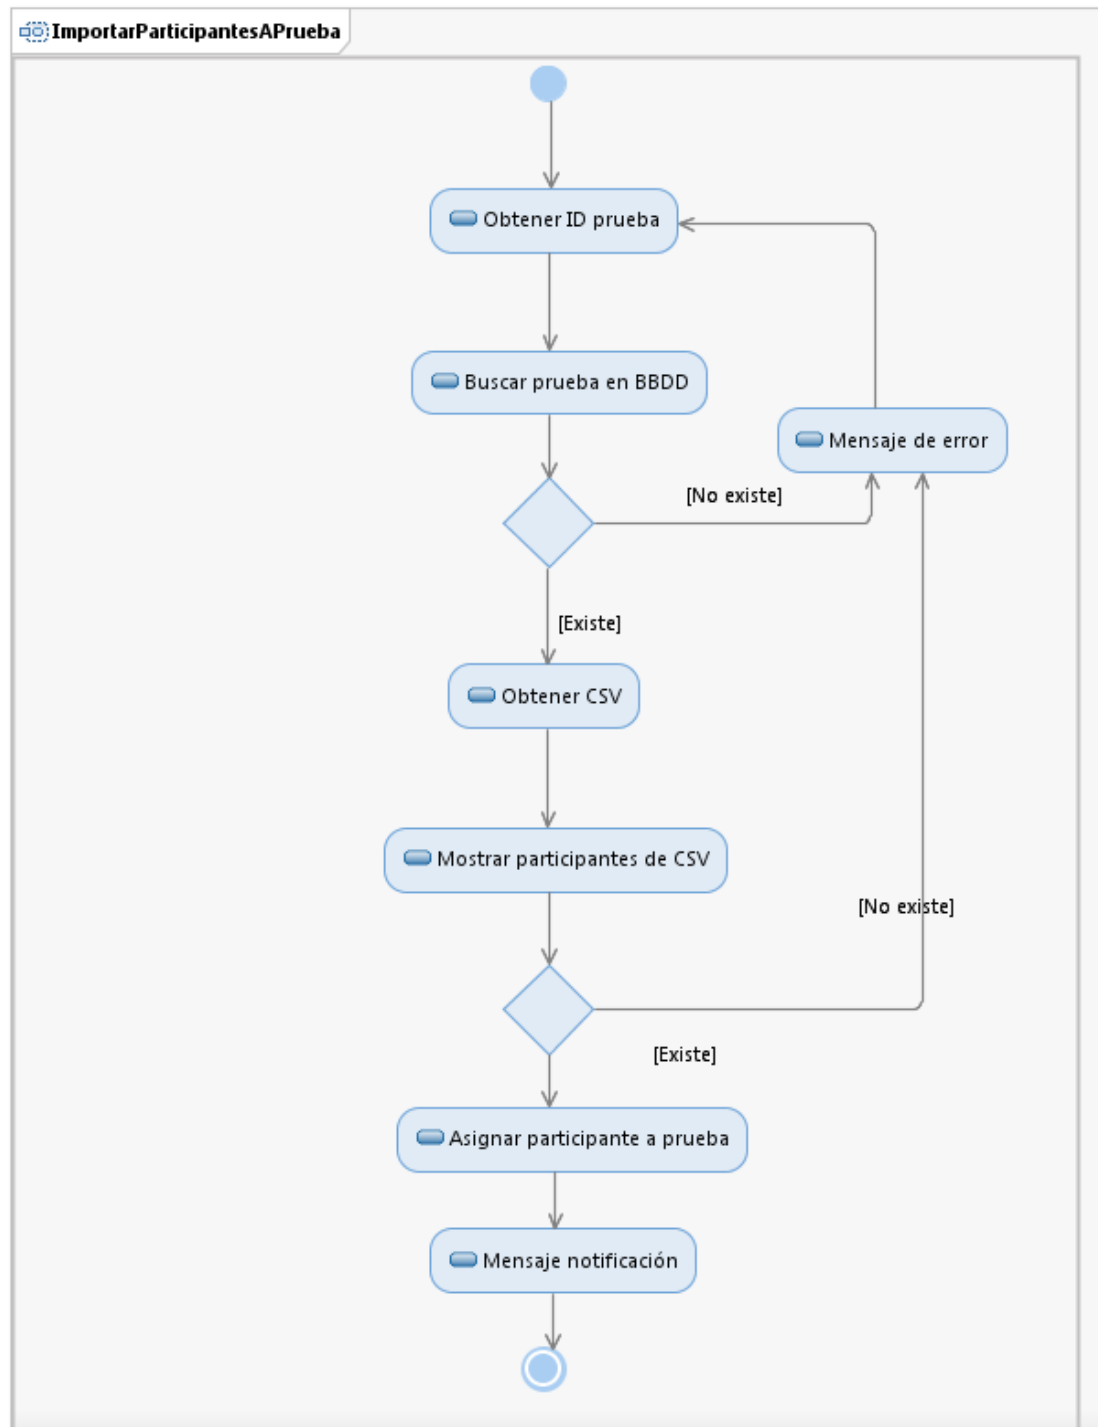 ImportarParticipantesAPrueba
Obtener ID prueba
Buscar prueba en BBDD
Mensaje de error
[No existe]
[Existe]
Obtener CSV
Mostrar participantes de CSV
[No existe]
[Existe]
Asignar participante a prueba
Mensaje notificación